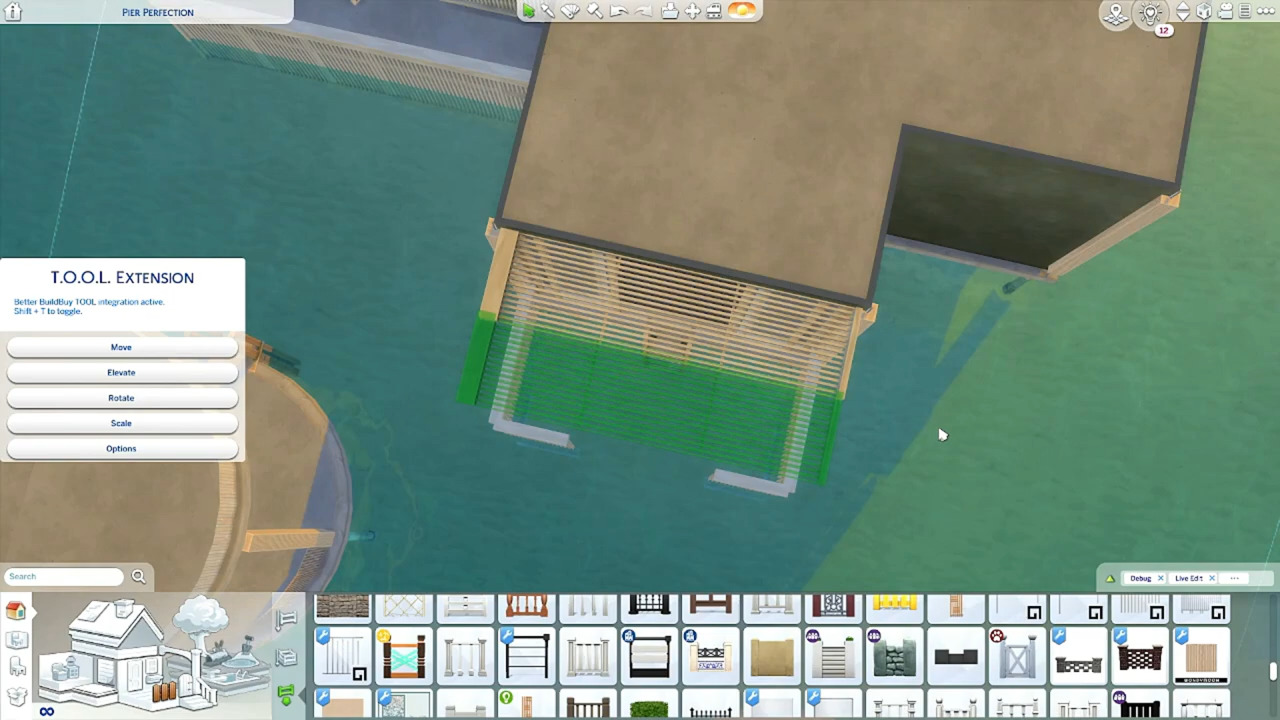 PIER PERFECTION
12
T.O.O.L. EXTENSION
Better BuildBuy TOOL integration active.
Shift + T to toggle.
Move
Elevate
Rotate
Scale
Options
Search
Debug
Live Edit